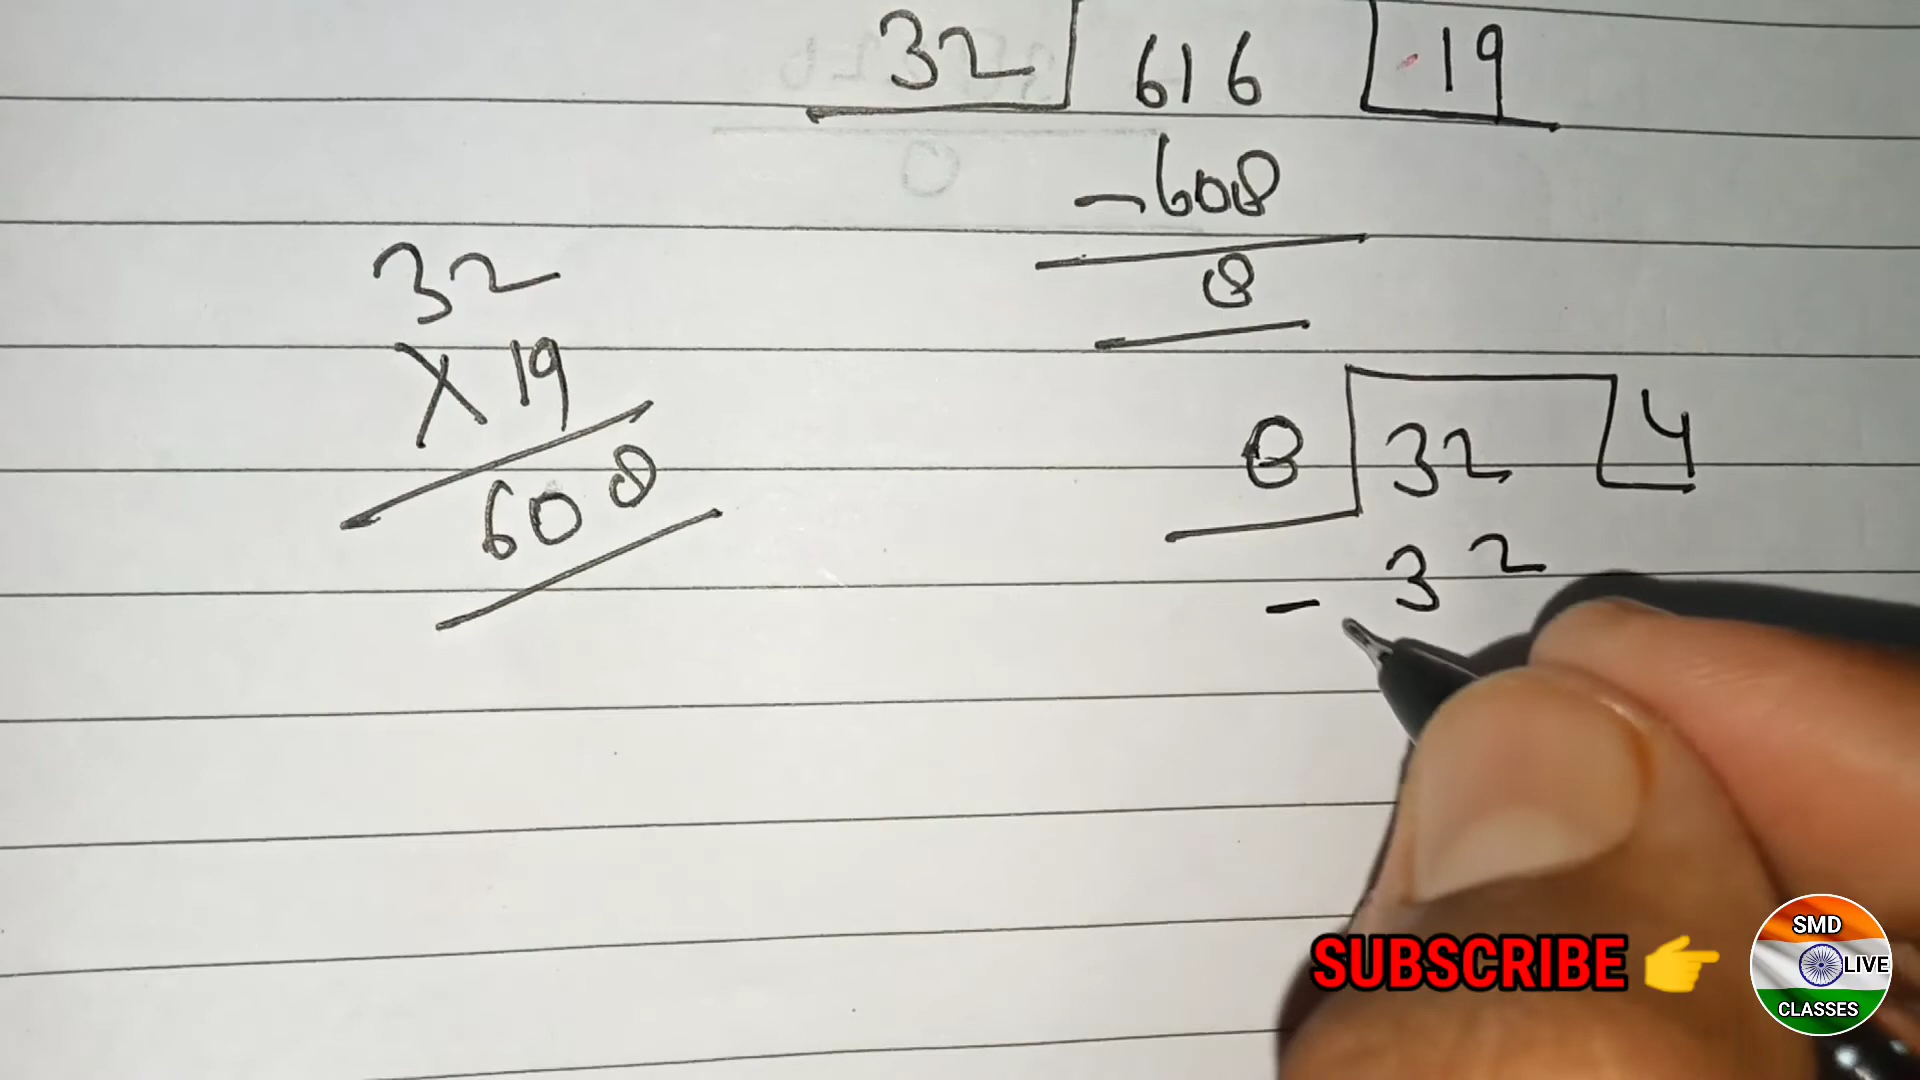 32 616 19
-608
8
32
X 19
608
8 32 4
- 32
SUBSCRIBE 👉
SMD
LIVE
CLASSES